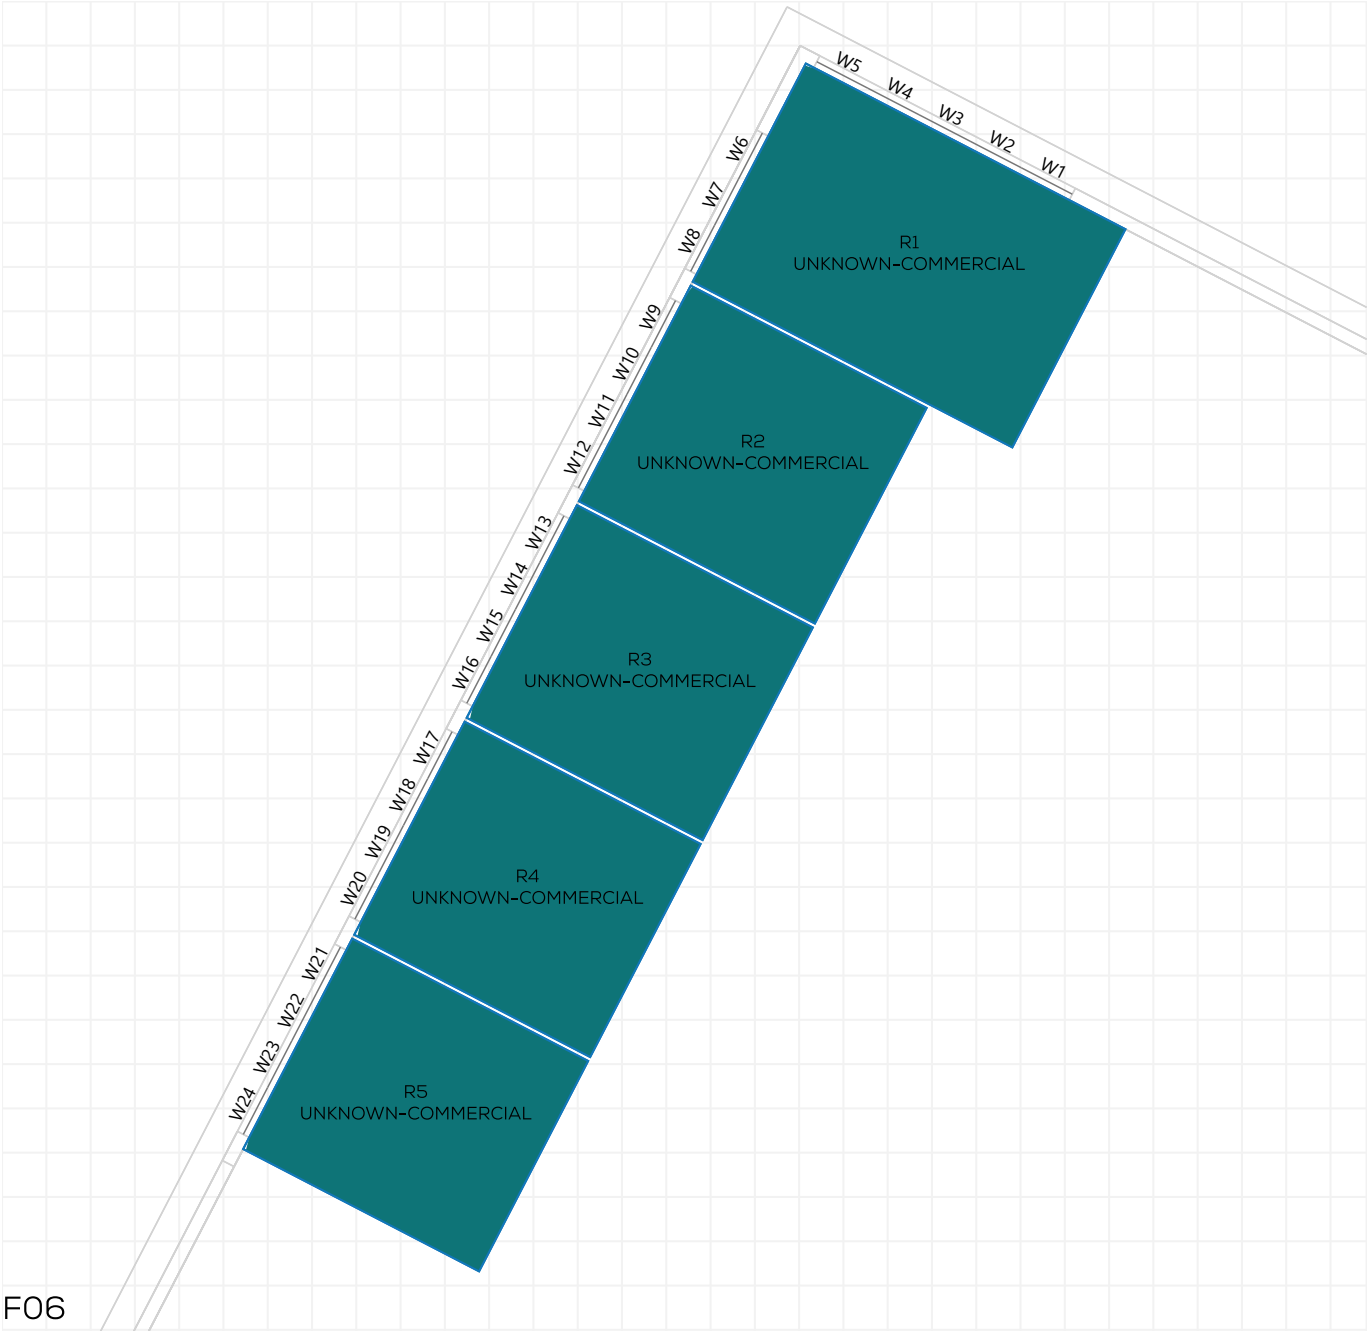 W5
W4
W3
W2
W1
W6
W7
W8
R1
UNKNOWN-COMMERCIAL
W9
W10
W11
W12
R2
UNKNOWN-COMMERCIAL
W13
W14
W15
W16
R3
UNKNOWN-COMMERCIAL
W17
W18
W19
W20
R4
UNKNOWN-COMMERCIAL
W21
W22
W23
W24
R5
UNKNOWN-COMMERCIAL
F06